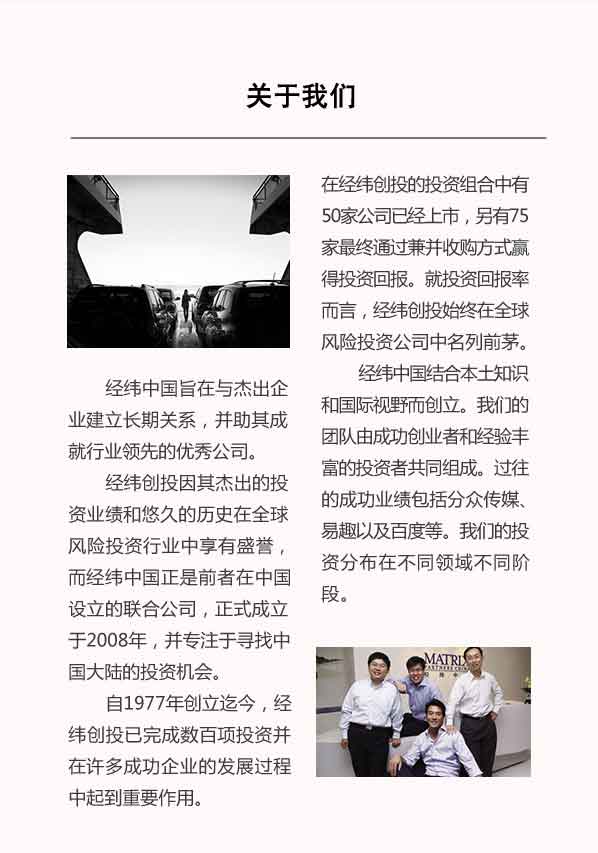 关于我们
经纬中国旨在与杰出企
业建立长期关系，并助其成
就行业领先的优秀公司。
经纬创投因其杰出的投
资业绩和悠久的历史在全球
风险投资行业中享有盛誉，
而经纬中国正是前者在中国
设立的联合公司，正式成立
于2008年，并专注于寻找中
国大陆的投资机会。
自1977年创立迄今，经
纬创投已完成数百项投资并
在许多成功企业的发展过程
中起到重要作用。
在经纬创投的投资组合中有
50家公司已经上市，另有75
家最终通过兼并收购方式赢
得投资回报。就投资回报率
而言，经纬创投始终在全球
风险投资公司中名列前茅。
经纬中国结合本土知识
和国际视野而创立。我们的
团队由成功创业者和经验丰
富的投资者共同组成。过往
的成功业绩包括分众传媒、
易趣以及百度等。我们的投
资分布在不同领域不同阶
段。
MATRIX
PARTNERS CHINA